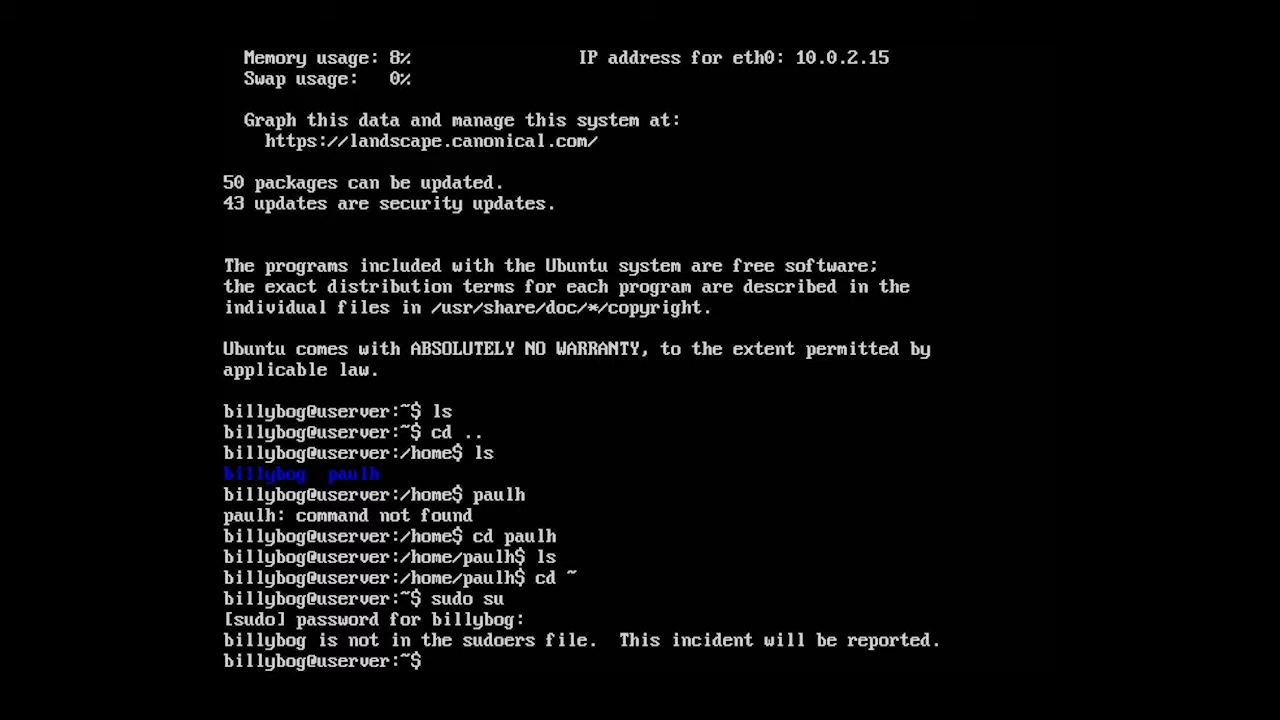 Memory usage: 8%                IP address for eth0: 10.0.2.15
Swap usage:   0%
Graph this data and manage this system at:
https://landscape.canonical.com/
50 packages can be updated.
43 updates are security updates.
The programs included with the Ubuntu system are free software;
the exact distribution terms for each program are described in the
individual files in /usr/share/doc/*/copyright.
Ubuntu comes with ABSOLUTELY NO WARRANTY, to the extent permitted by
applicable law.
billybog@userver:~$ ls
billybog@userver:~$ cd ..
billybog@userver:/home$ ls
billybog  paulh
billybog@userver:/home$ paulh
paulh: command not found
billybog@userver:/home$ cd paulh
billybog@userver:/home/paulh$ ls
billybog@userver:/home/paulh$ cd ~
billybog@userver:~$ sudo su
[sudo] password for billybog:
billybog is not in the sudoers file.  This incident will be reported.
billybog@userver:~$